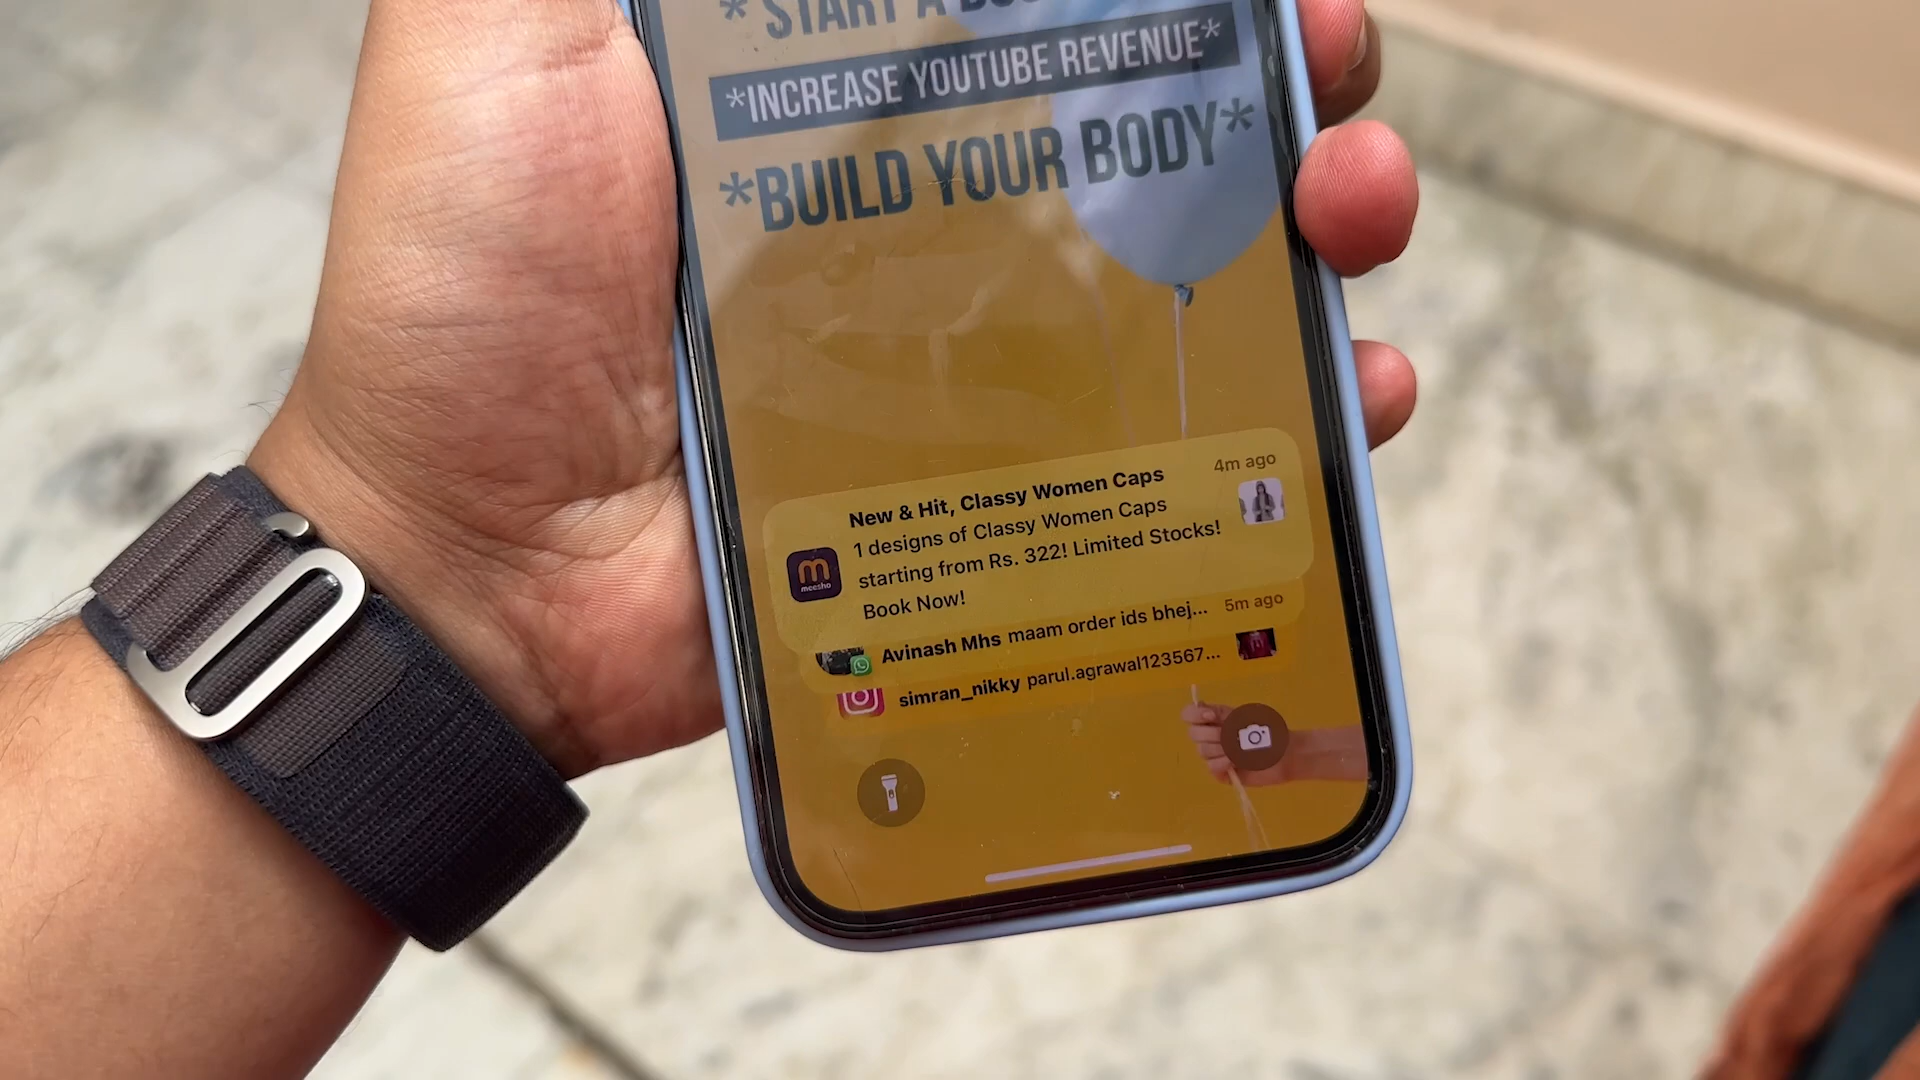 * START A
*INCREASE YOUTUBE REVENUE*
*BUILD YOUR BODY*
New & Hit, Classy Women Caps 4m ago
1 designs of Classy Women Caps
starting from Rs. 322! Limited Stocks!
Book Now!
meesho
Avinash Mhs maam order ids bhej... 5m ago
simran_nikky parul.agrawal123567...